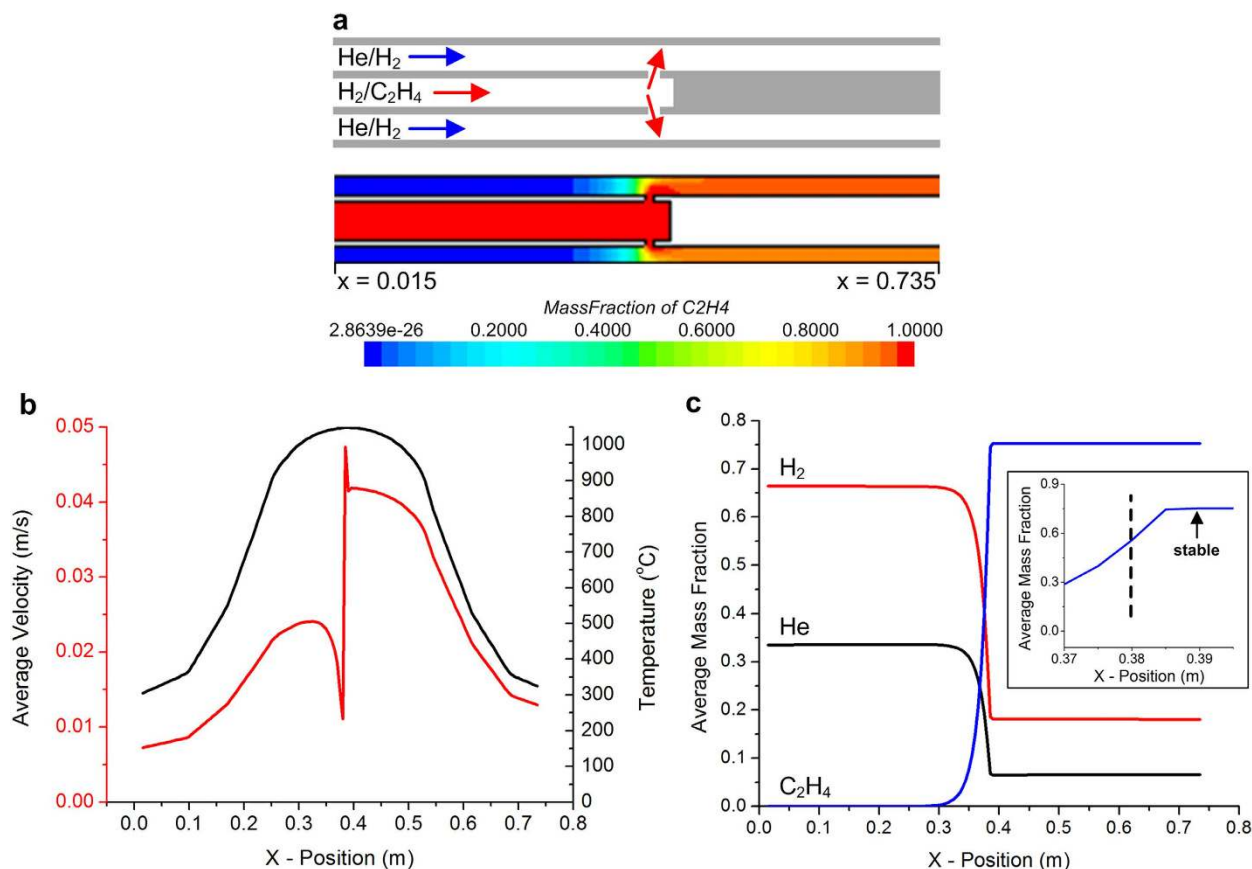 a
He/H2
H2/C2H4
He/H2
x = 0.015 x = 0.735
MassFraction of C2H4
2.8639e-26 0.2000 0.4000 0.6000 0.8000 1.0000
b
0.05
0.04
0.03
0.02
0.01
0.00
Average Velocity (m/s)
1000
900
800
700
600
500
400
300
200
100
0
Temperature (oC)
0.0 0.1 0.2 0.3 0.4 0.5 0.6 0.7 0.8
X - Position (m)
c
0.8
0.7
0.6
0.5
0.4
0.3
0.2
0.1
0.0
Average Mass Fraction
H2
He
C2H4
0.9
0.6
0.3
0.0
Average Mass Fraction
stable
0.37 0.38 0.39
X - Position (m)
0.0 0.1 0.2 0.3 0.4 0.5 0.6 0.7 0.8
X - Position (m)